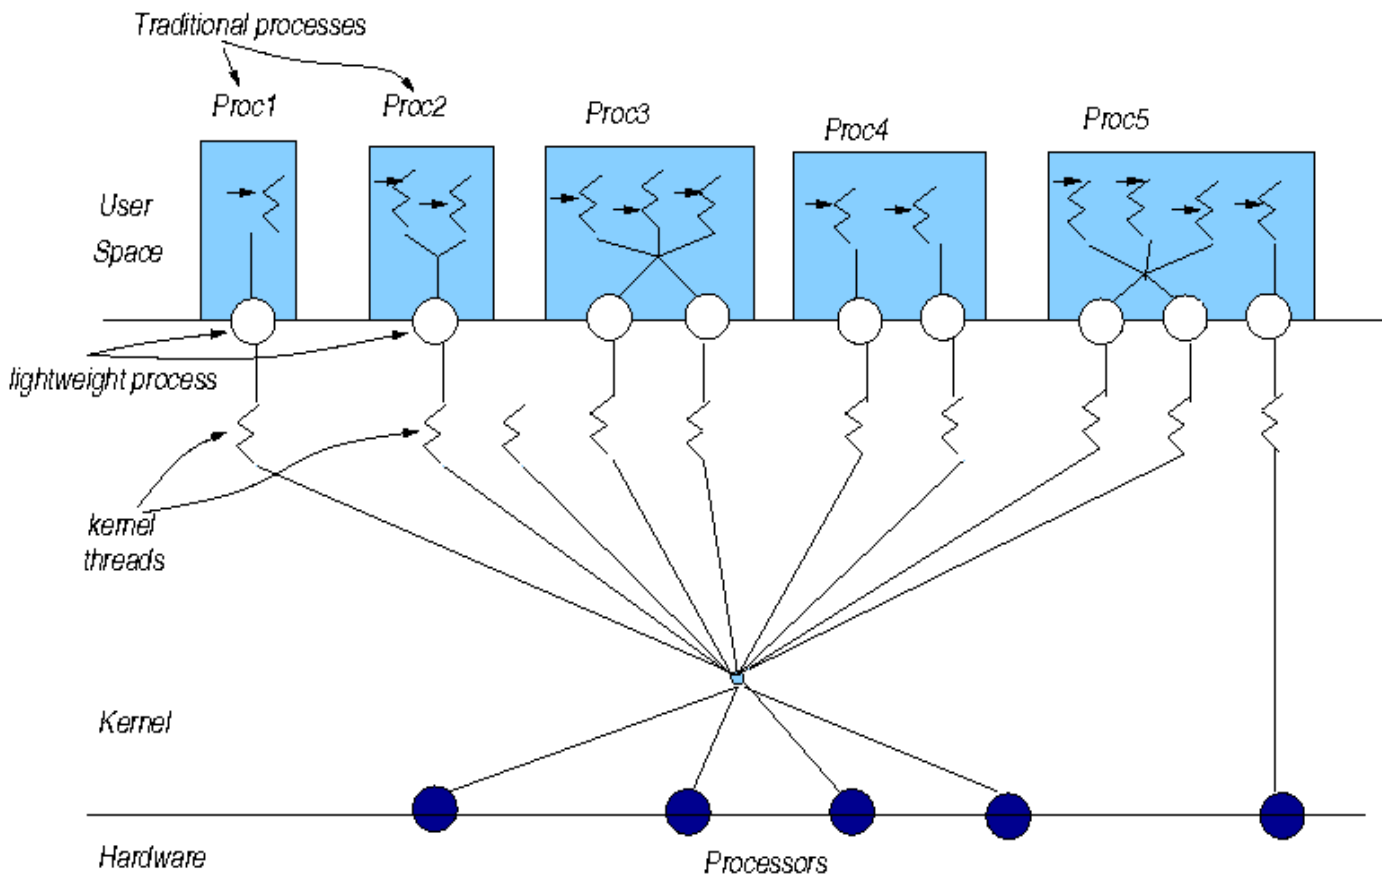 Traditional processes
Proc1
Proc2
Proc3
Proc4
Proc5
User
Space
lightweight process
kernel
threads
Kernel
Hardware
Processors